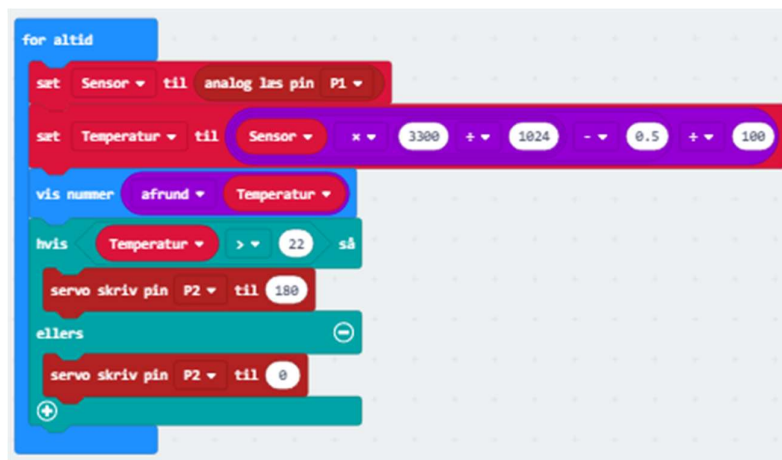 for altid
sæt Sensor til analog læs pin P1
sæt Temperatur til Sensor × 3300 ÷ 1024 - 0.5 ÷ 100
vis nummer afrund Temperatur
hvis Temperatur > 22 så
servo skriv pin P2 til 180
ellers
servo skriv pin P2 til 0